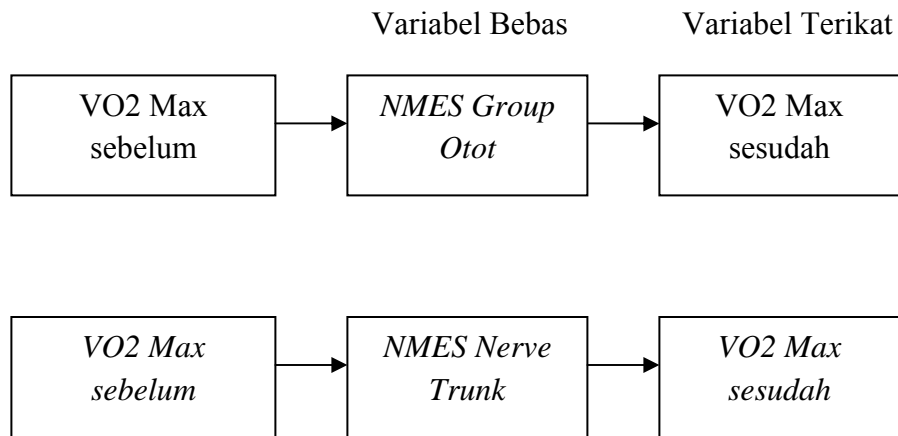 Variabel Bebas
Variabel Terikat
VO2 Max
sebelum
NMES Group
Otot
VO2 Max
sesudah
VO2 Max
sebelum
NMES Nerve
Trunk
VO2 Max
sesudah